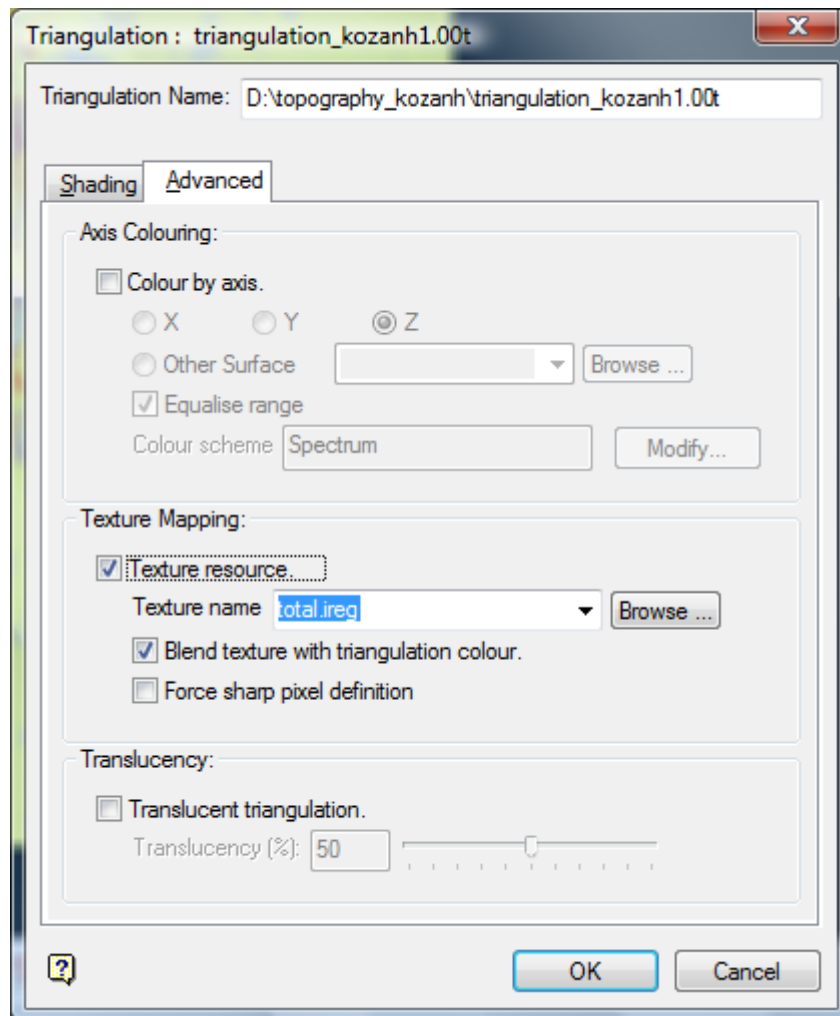 Triangulation : triangulation_kozanh1.00t
X
Triangulation Name: D:\topography_kozanh\triangulation_kozanh1.00t
Shading Advanced
Axis Colouring:
Colour by axis.
X Y Z
Other Surface Browse ...
Equalise range
Colour scheme Spectrum Modify...
Texture Mapping:
Texture resource.
Texture name total.ireg Browse ...
Blend texture with triangulation colour.
Force sharp pixel definition
Translucency:
Translucent triangulation.
Translucency (%): 50
? OK Cancel